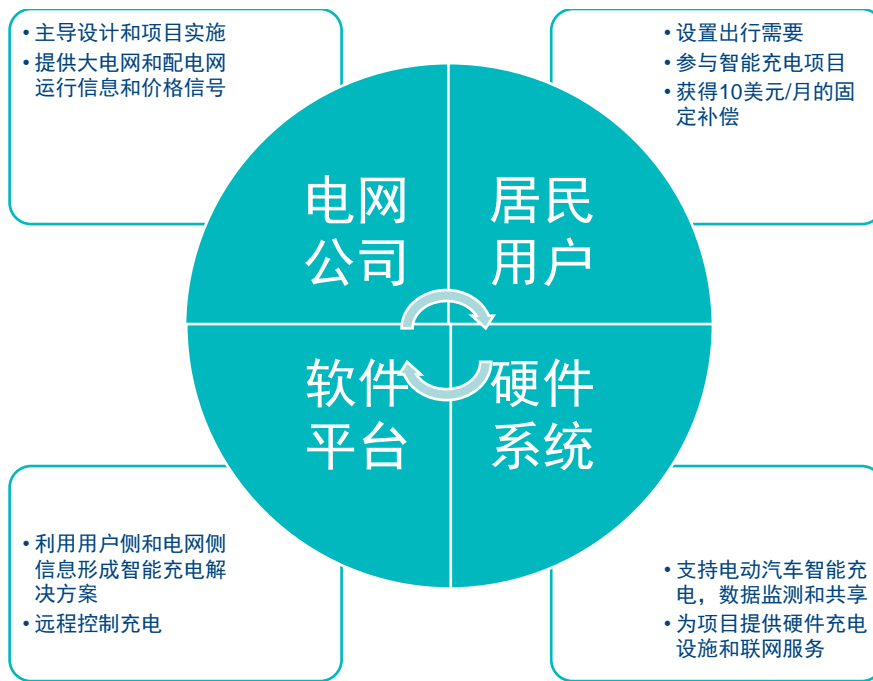 • 主导设计和项目实施
• 提供大电网和配电网
运行信息和价格信号
• 设置出行需要
• 参与智能充电项目
• 获得10美元/月的固
定补偿
电网
公司
居民
用户
软件
平台
硬件
系统
• 利用用户侧和电网侧
信息形成智能充电解
决方案
• 远程控制充电
• 支持电动汽车智能充
电，数据监测和共享
• 为项目提供硬件充电
设施和联网服务